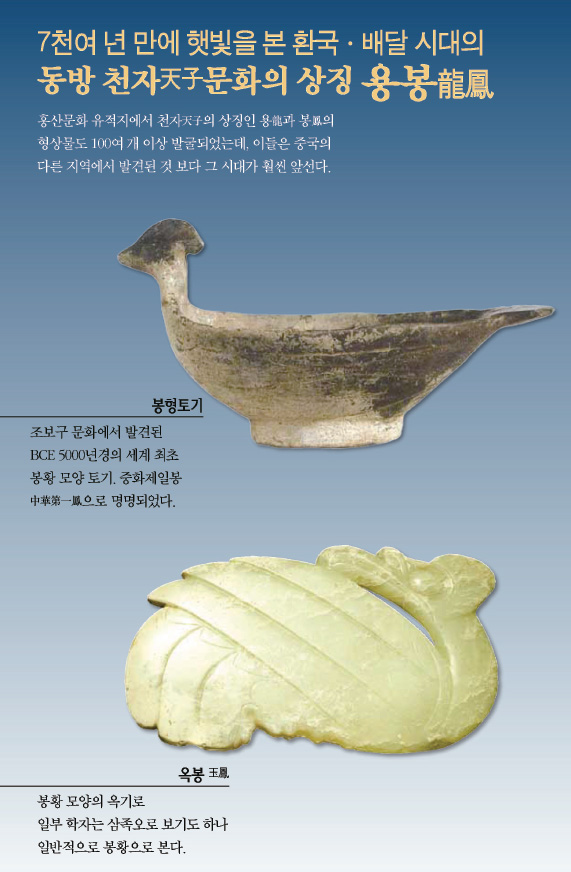 7천여 년 만에 햇빛을 본 환국 · 배달 시대의
동방 천자天子문화의 상징 용봉龍鳳
홍산문화 유적지에서 천자天子의 상징인 용龍과 봉鳳의
형상물도 100여 개 이상 발굴되었는데, 이들은 중국의
다른 지역에서 발견된 것 보다 그 시대가 훨씬 앞선다.
봉형토기
조보구 문화에서 발견된
BCE 5000년경의 세계 최초
봉황 모양 토기. 중화제일봉
中華第一鳳으로 명명되었다.
옥봉 玉鳳
봉황 모양의 옥기로
일부 학자는 삼족오로 보기도 하나
일반적으로 봉황으로 본다.